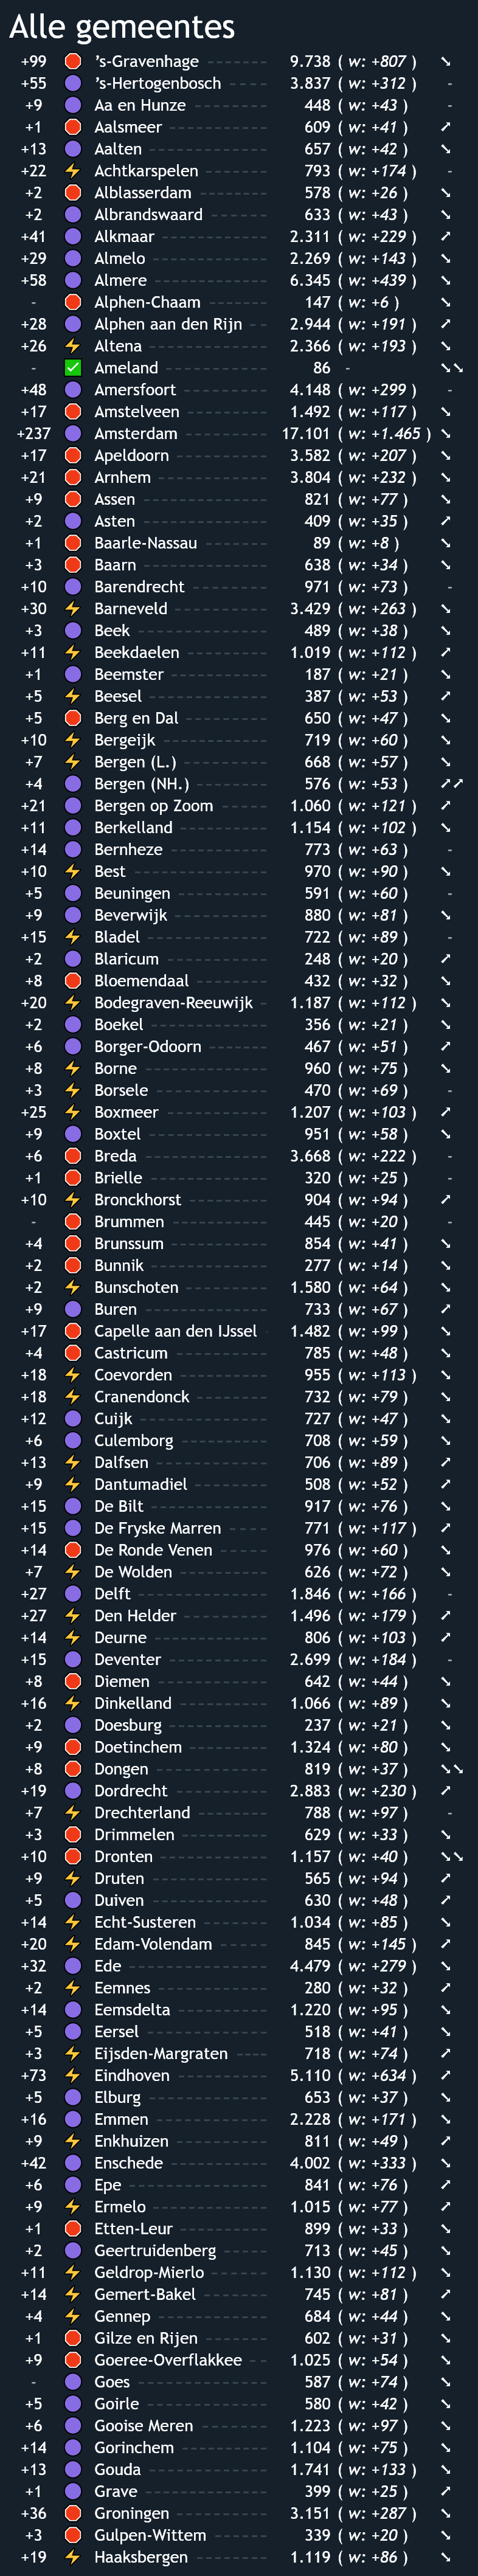 Alle gemeentes
+99 's-Gravenhage 9.738 ( w: +807 ) ↘
+55 's-Hertogenbosch 3.837 ( w: +312 ) -
+9 Aa en Hunze 448 ( w: +43 ) -
+1 Aalsmeer 609 ( w: +41 ) ↗
+13 Aalten 657 ( w: +42 ) ↘
+22 Achtkarspelen 793 ( w: +174 ) -
+2 Alblasserdam 578 ( w: +26 ) ↘
+2 Albrandswaard 633 ( w: +43 ) ↘
+41 Alkmaar 2.311 ( w: +229 ) ↗
+29 Almelo 2.269 ( w: +143 ) ↘
+58 Almere 6.345 ( w: +439 ) ↘
- Alphen-Chaam 147 ( w: +6 ) ↘
+28 Alphen aan den Rijn 2.944 ( w: +191 ) ↗
+26 Altena 2.366 ( w: +193 ) ↘
- Ameland 86 - ↘↘
+48 Amersfoort 4.148 ( w: +299 ) -
+17 Amstelveen 1.492 ( w: +117 ) ↘
+237 Amsterdam 17.101 ( w: +1.465 ) ↘
+17 Apeldoorn 3.582 ( w: +207 ) ↘
+21 Arnhem 3.804 ( w: +232 ) ↘
+9 Assen 821 ( w: +77 ) ↘
+2 Asten 409 ( w: +35 ) ↗
+1 Baarle-Nassau 89 ( w: +8 ) ↘
+3 Baarn 638 ( w: +34 ) ↘
+10 Barendrecht 971 ( w: +73 ) -
+30 Barneveld 3.429 ( w: +263 ) ↘
+3 Beek 489 ( w: +38 ) ↘
+11 Beekdaelen 1.019 ( w: +112 ) ↗
+1 Beemster 187 ( w: +21 ) ↘
+5 Beesel 387 ( w: +53 ) ↗
+5 Berg en Dal 650 ( w: +47 ) ↘
+10 Bergeijk 719 ( w: +60 ) ↘
+7 Bergen (L.) 668 ( w: +57 ) ↘
+4 Bergen (NH.) 576 ( w: +53 ) ↗↗
+21 Bergen op Zoom 1.060 ( w: +121 ) ↗
+11 Berkelland 1.154 ( w: +102 ) ↘
+14 Bernheze 773 ( w: +63 ) -
+10 Best 970 ( w: +90 ) ↘
+5 Beuningen 591 ( w: +60 ) -
+9 Beverwijk 880 ( w: +81 ) ↘
+15 Bladel 722 ( w: +89 ) -
+2 Blaricum 248 ( w: +20 ) ↗
+8 Bloemendaal 432 ( w: +32 ) ↘
+20 Bodegraven-Reeuwijk 1.187 ( w: +112 ) ↘
+2 Boekel 356 ( w: +21 ) ↘
+6 Borger-Odoorn 467 ( w: +51 ) ↗
+8 Borne 960 ( w: +75 ) ↘
+3 Borsele 470 ( w: +69 ) -
+25 Boxmeer 1.207 ( w: +103 ) ↗
+9 Boxtel 951 ( w: +58 ) ↘
+6 Breda 3.668 ( w: +222 ) -
+1 Brielle 320 ( w: +25 ) -
+10 Bronckhorst 904 ( w: +94 ) ↗
- Brummen 445 ( w: +20 ) -
+4 Brunssum 854 ( w: +41 ) ↘
+2 Bunnik 277 ( w: +14 ) ↘
+2 Bunschoten 1.580 ( w: +64 ) ↘
+9 Buren 733 ( w: +67 ) ↗
+17 Capelle aan den IJssel 1.482 ( w: +99 ) ↘
+4 Castricum 785 ( w: +48 ) ↘
+18 Coevorden 955 ( w: +113 ) ↘
+18 Cranendonck 732 ( w: +79 ) ↘
+12 Cuijk 727 ( w: +47 ) ↘
+6 Culemborg 708 ( w: +59 ) ↘
+13 Dalfsen 706 ( w: +89 ) ↗
+9 Dantumadiel 508 ( w: +52 ) ↗
+15 De Bilt 917 ( w: +76 ) ↘
+15 De Fryske Marren 771 ( w: +117 ) ↗
+14 De Ronde Venen 976 ( w: +60 ) ↘
+7 De Wolden 626 ( w: +72 ) ↘
+27 Delft 1.846 ( w: +166 ) -
+27 Den Helder 1.496 ( w: +179 ) ↗
+14 Deurne 806 ( w: +103 ) ↗
+15 Deventer 2.699 ( w: +184 ) -
+8 Diemen 642 ( w: +44 ) ↘
+16 Dinkelland 1.066 ( w: +89 ) ↘
+2 Doesburg 237 ( w: +21 ) ↘
+9 Doetinchem 1.324 ( w: +80 ) ↘
+8 Dongen 819 ( w: +37 ) ↘↘
+19 Dordrecht 2.883 ( w: +230 ) ↗
+7 Drechterland 788 ( w: +97 ) -
+3 Drimmelen 629 ( w: +33 ) ↘
+10 Dronten 1.157 ( w: +40 ) ↘↘
+9 Druten 565 ( w: +94 ) ↗
+5 Duiven 630 ( w: +48 ) ↗
+14 Echt-Susteren 1.034 ( w: +85 ) ↘
+20 Edam-Volendam 845 ( w: +145 ) ↗
+32 Ede 4.479 ( w: +279 ) ↘
+2 Eemnes 280 ( w: +32 ) ↗
+14 Eemsdelta 1.220 ( w: +95 ) ↘
+5 Eersel 518 ( w: +41 ) ↘
+3 Eijsden-Margraten 718 ( w: +74 ) ↗
+73 Eindhoven 5.110 ( w: +634 ) ↗
+5 Elburg 653 ( w: +37 ) ↘
+16 Emmen 2.228 ( w: +171 ) ↘
+9 Enkhuizen 811 ( w: +49 ) ↗
+42 Enschede 4.002 ( w: +333 ) ↘
+6 Epe 841 ( w: +76 ) ↗
+9 Ermelo 1.015 ( w: +77 ) ↗
+1 Etten-Leur 899 ( w: +33 ) ↘
+2 Geertruidenberg 713 ( w: +45 ) ↘
+11 Geldrop-Mierlo 1.130 ( w: +112 ) ↘
+14 Gemert-Bakel 745 ( w: +81 ) ↗
+4 Gennep 684 ( w: +44 ) ↘
+1 Gilze en Rijen 602 ( w: +31 ) ↘
+9 Goeree-Overflakkee 1.025 ( w: +54 ) ↘
- Goes 587 ( w: +74 ) ↘
+5 Goirle 580 ( w: +42 ) ↘
+6 Gooise Meren 1.223 ( w: +97 ) ↘
+14 Gorinchem 1.104 ( w: +75 ) ↘
+13 Gouda 1.741 ( w: +133 ) ↘
+1 Grave 399 ( w: +25 ) ↗
+36 Groningen 3.151 ( w: +287 ) ↘
+3 Gulpen-Wittem 339 ( w: +20 ) ↘
+19 Haaksbergen 1.119 ( w: +86 ) ↘